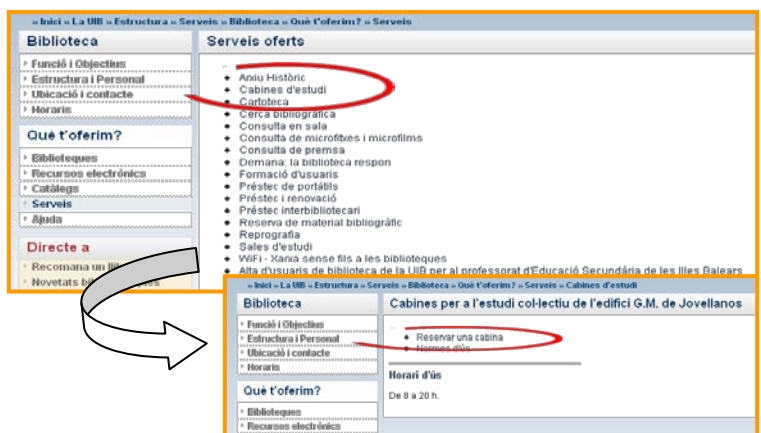 » Inici » La UIB » Estructura » Serveis » Biblioteca » Què t'oferim? » Serveis
Biblioteca
Funció i Objectius
Estructura i Personal
Ubicació i contacte
Horaris
Què t'oferim?
Biblioteques
Recursos electrònics
Catàlegs
Serveis
Ajuda
Directe a
Recomana un
Novetats
Serveis oferts
Arxiu Històric
Cabines d'estudi
Cartoteca
Cerca bibliogràfica
Consulta en sala
Consulta de microfitxes i microfilms
Consulta de premsa
Demana: la biblioteca respon
Formació d'usuaris
Préstec de portàtils
Préstec i renovació
Préstec interbibliotecari
Reserva de material bibliogràfic
Reprografia
Sales d'estudi
WiFi - Xarxa sense fils a les biblioteques
Alta d'usuaris de biblioteca de la UIB per al professorat d'Educació Secundària de les Illes Balears
» Inici » La UIB » Estructura » Serveis » Biblioteca » Què t'oferim? » Serveis » Cabines d'estudi
Biblioteca
Funció i Objectius
Estructura i Personal
Ubicació i contacte
Horaris
Què t'oferim?
Biblioteques
Recursos electrònics
Cabines per a l'estudi col·lectiu de l'edifici G.M. de Jovellanos
Reservar una cabina
Normes d'ús
Horari d'ús
De 8 a 20 h.